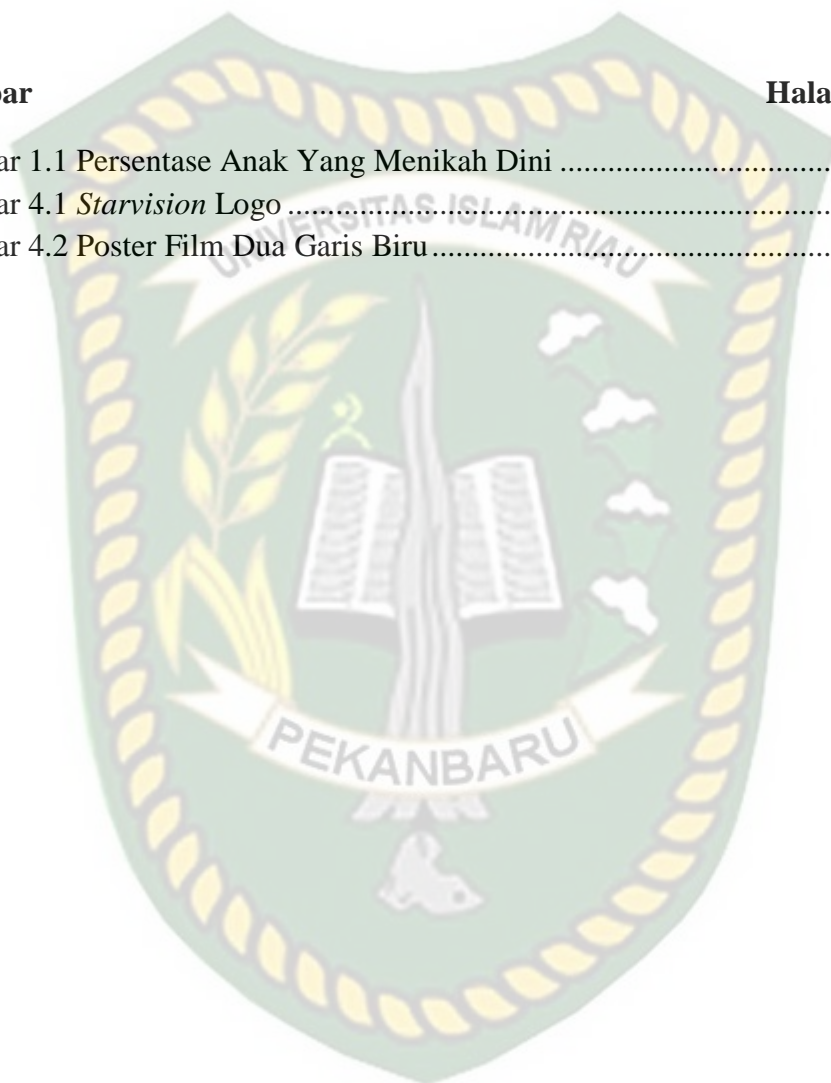 bar Hala
ar 1.1 Persentase Anak Yang Menikah Dini ....................................
ar 4.1 Starvision Logo ........................................................................
ar 4.2 Poster Film Dua Garis Biru ....................................................
UNIVERSITAS ISLAM RIAU
PEKANBARU